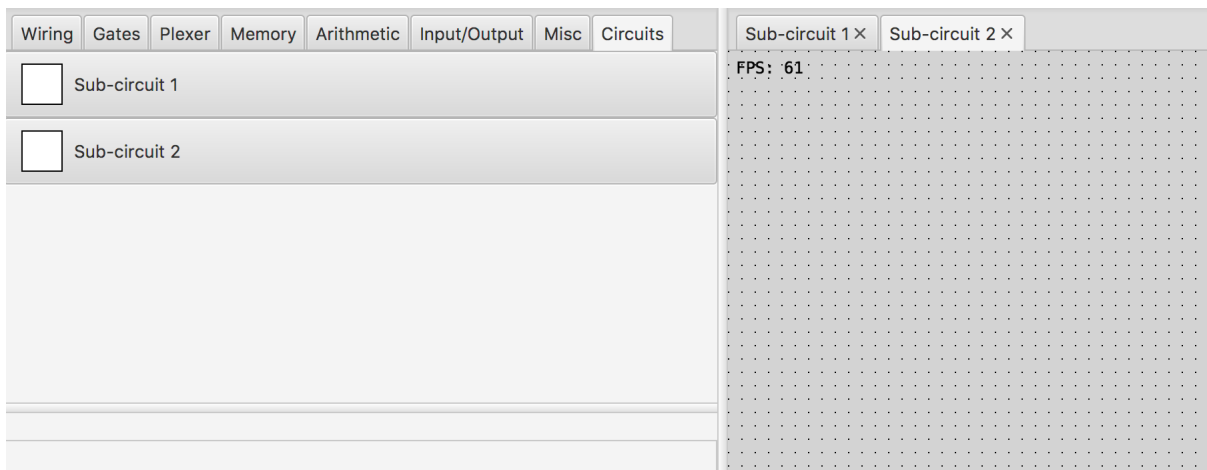 Wiring Gates Plexer Memory Arithmetic Input/Output Misc Circuits
Sub-circuit 1
Sub-circuit 2
Sub-circuit 1 × Sub-circuit 2 ×
FPS: 61